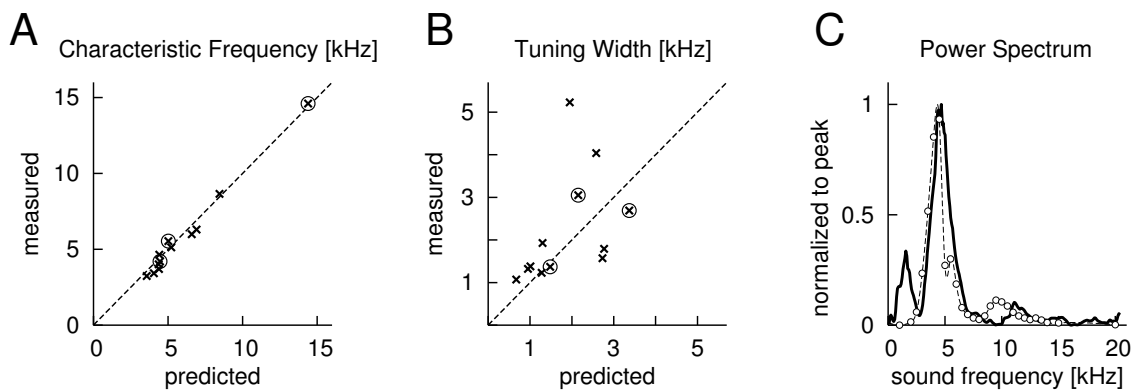 A
Characteristic Frequency [kHz]
measured
15
10
5
0
0 5 10 15
predicted
B
Tuning Width [kHz]
measured
5
3
1
1 3 5
predicted
C
Power Spectrum
normalized to peak
1
0.5
0
0 5 10 15 20
sound frequency [kHz]